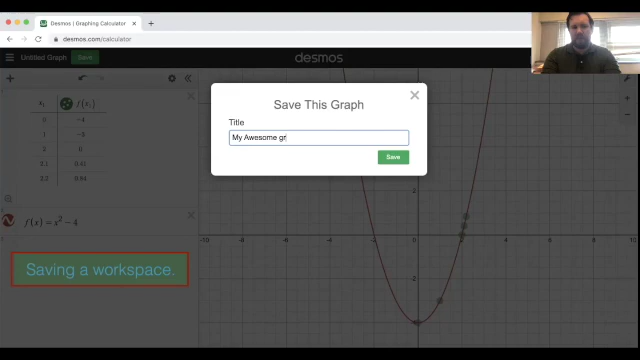 Desmos | Graphing Calculator
desmos.com/calculator
Untitled Graph Save desmos
Save This Graph
Title
My Awesome gr
Save
x₁ f(x₁)
0 −4
1 −3
2 0
2.1 0.41
2.2 0.84
f(x) = x² − 4
Saving a workspace.
-10 -8 -6 -4 -2 0 2 4 6 8 10 12
2
-2
-4